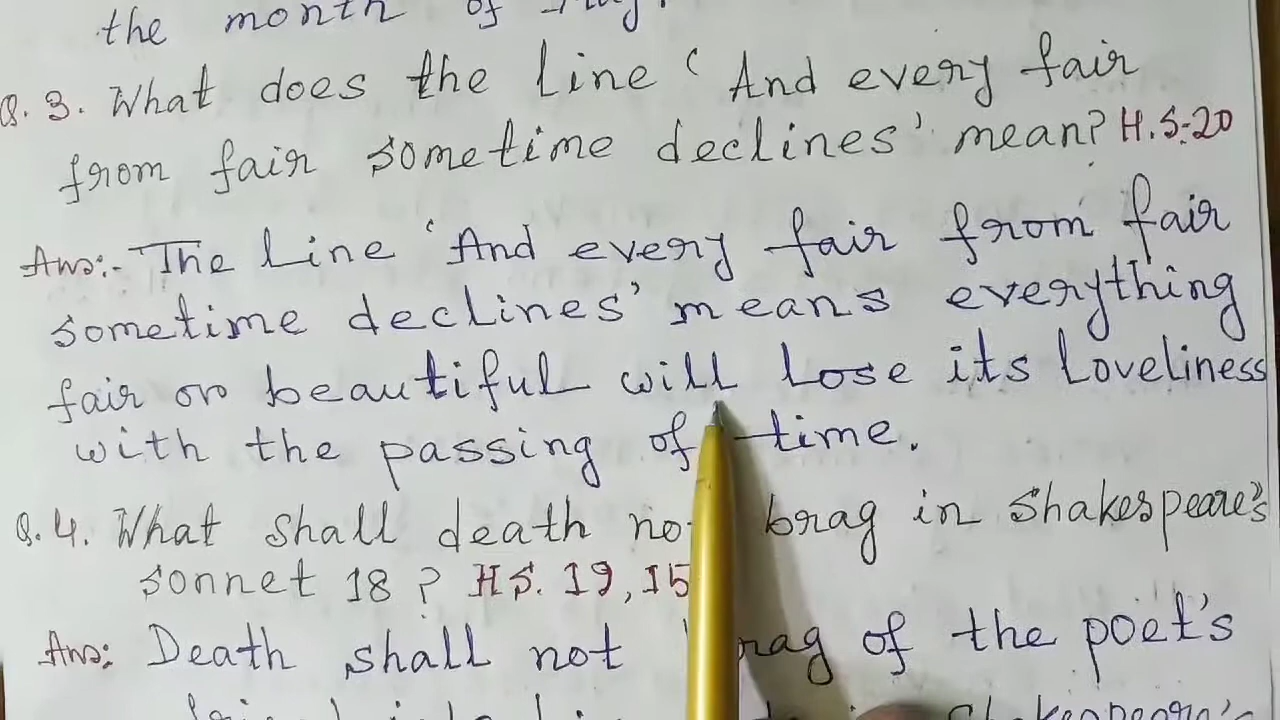 the month of
Q. 3. What does the line 'And every fair
from fair sometime declines' mean? H.S-20
Ans:- The line 'And every fair from fair
sometime declines' means everything
fair or beautiful will lose its loveliness
with the passing of time.
Q. 4. What shall death no brag in Shakespeare's
sonnet 18? HS. 19, 15
Ans: Death shall not brag of the poet's
Shakespeare's